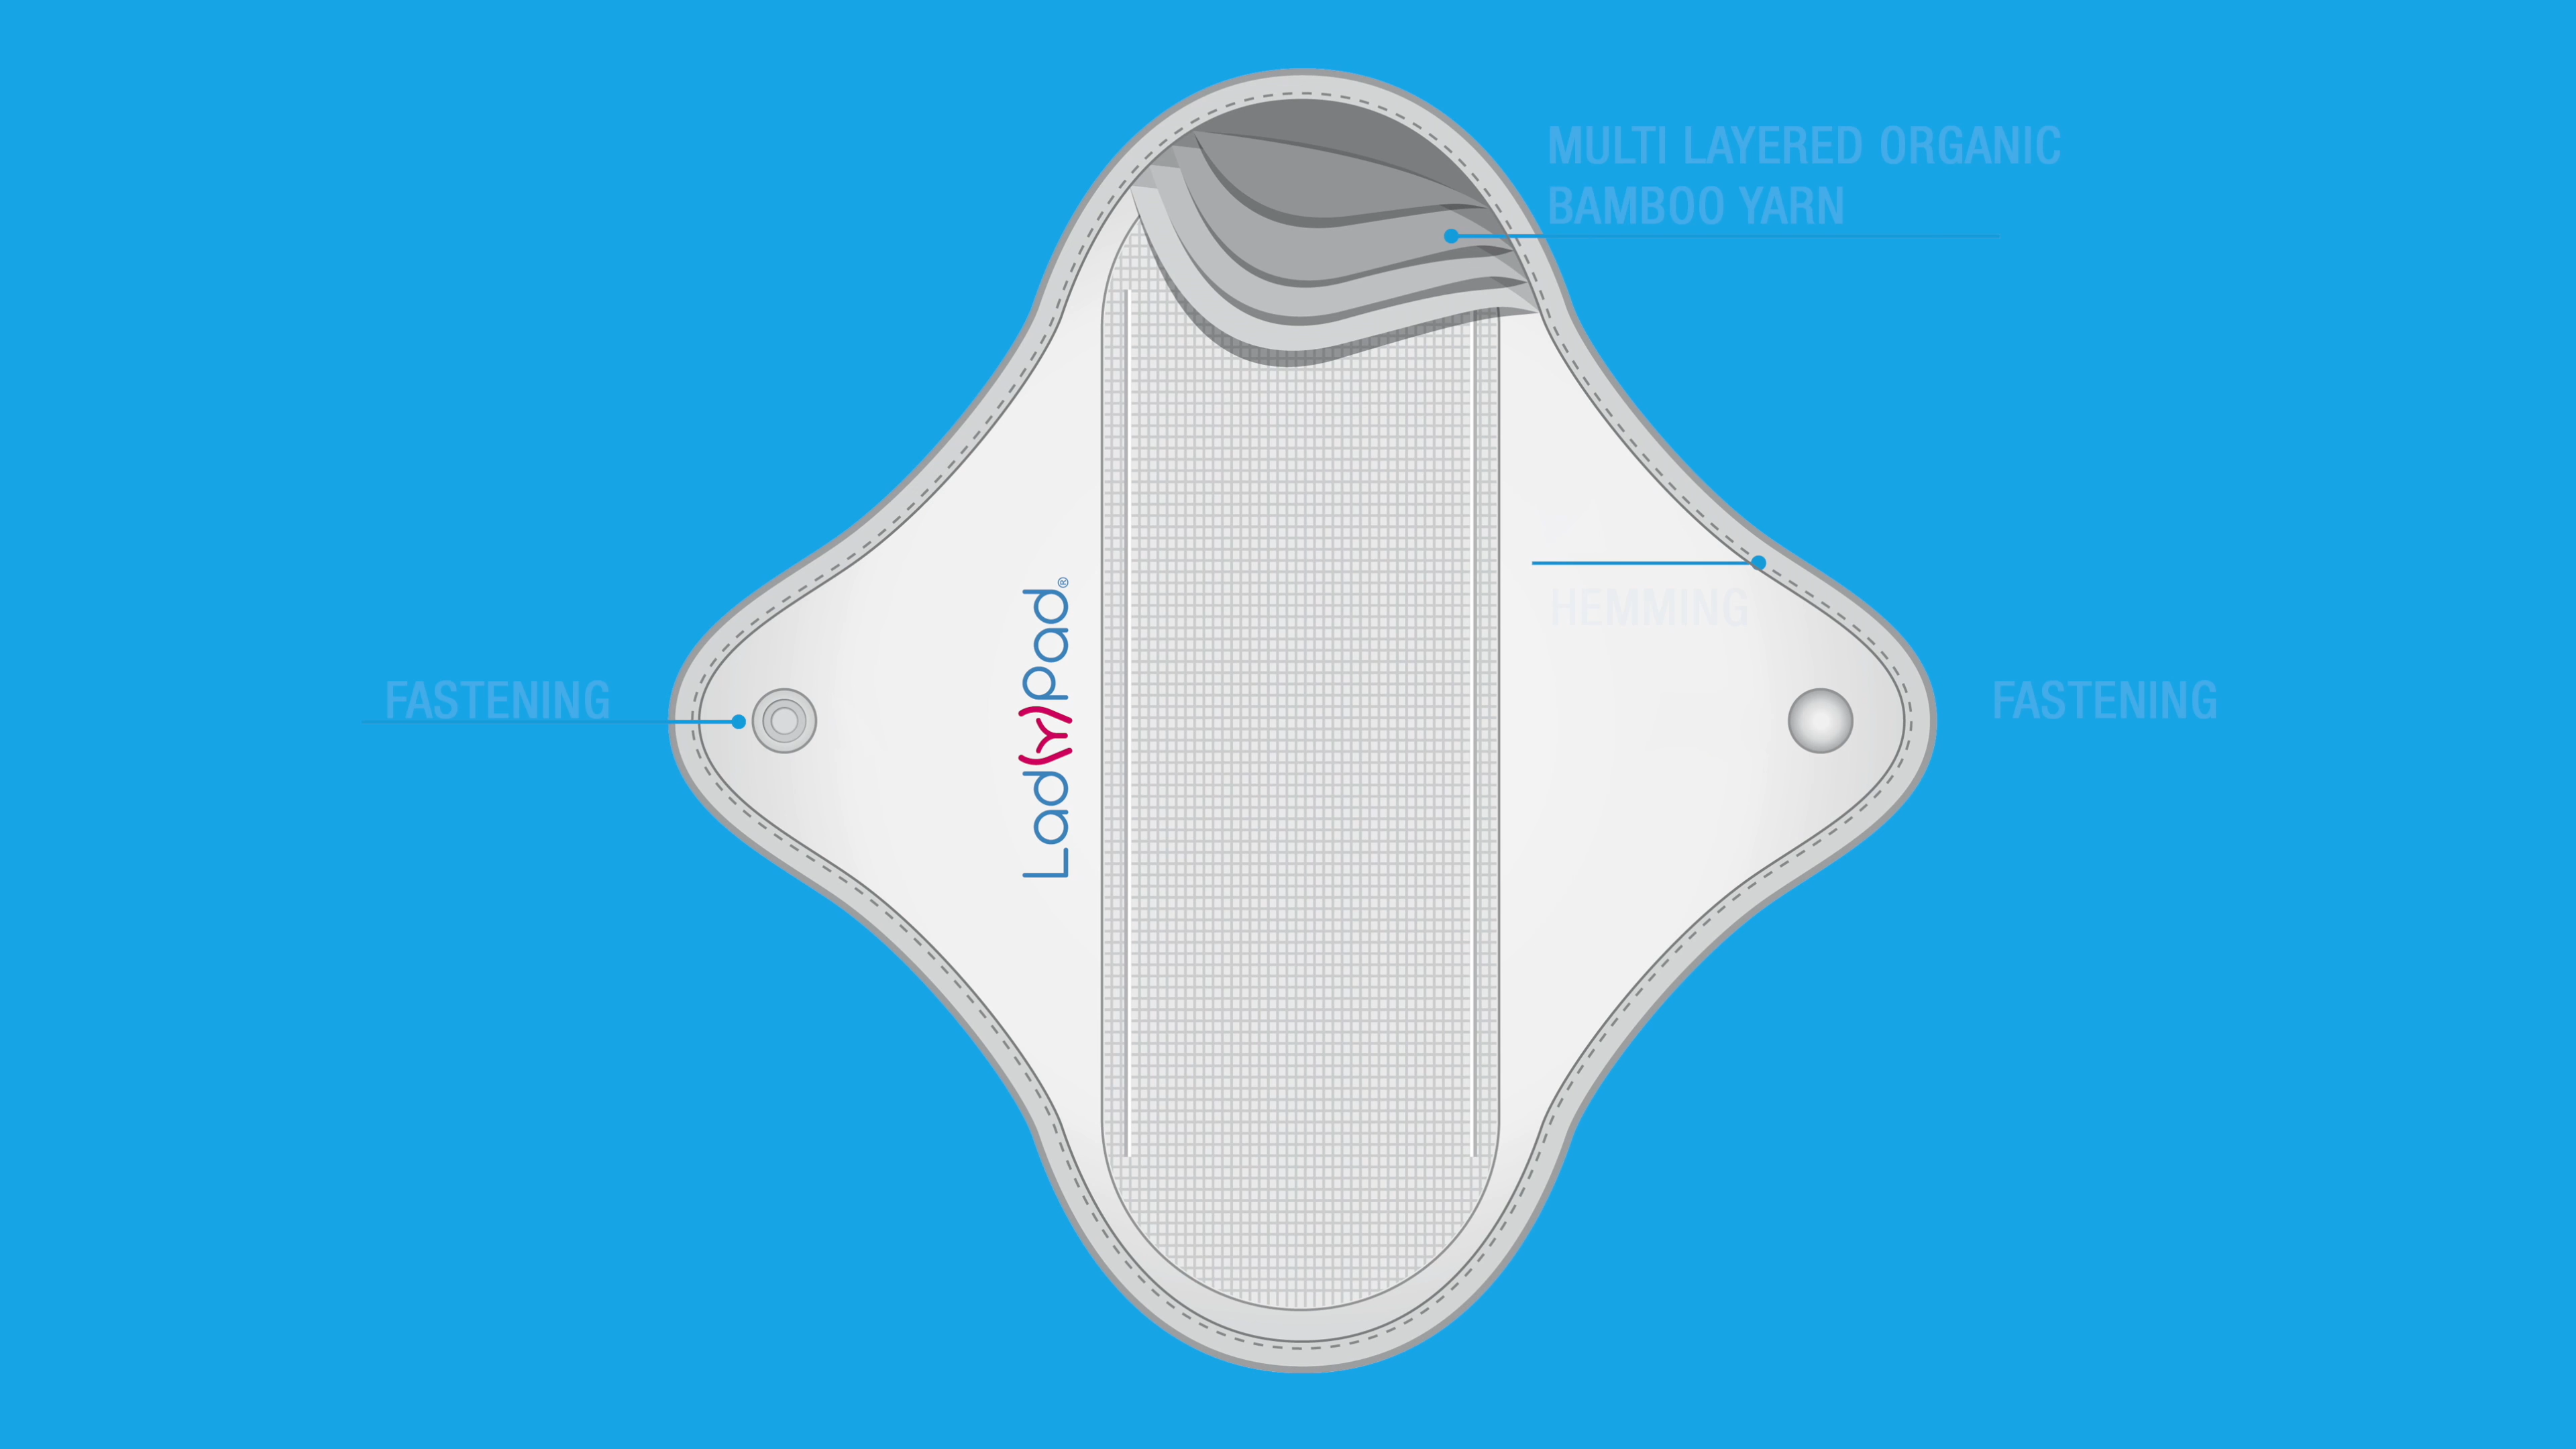 MULTI LAYERED ORGANIC
BAMBOO YARN
HEMMING
FASTENING
FASTENING
Lad(Y)pad®